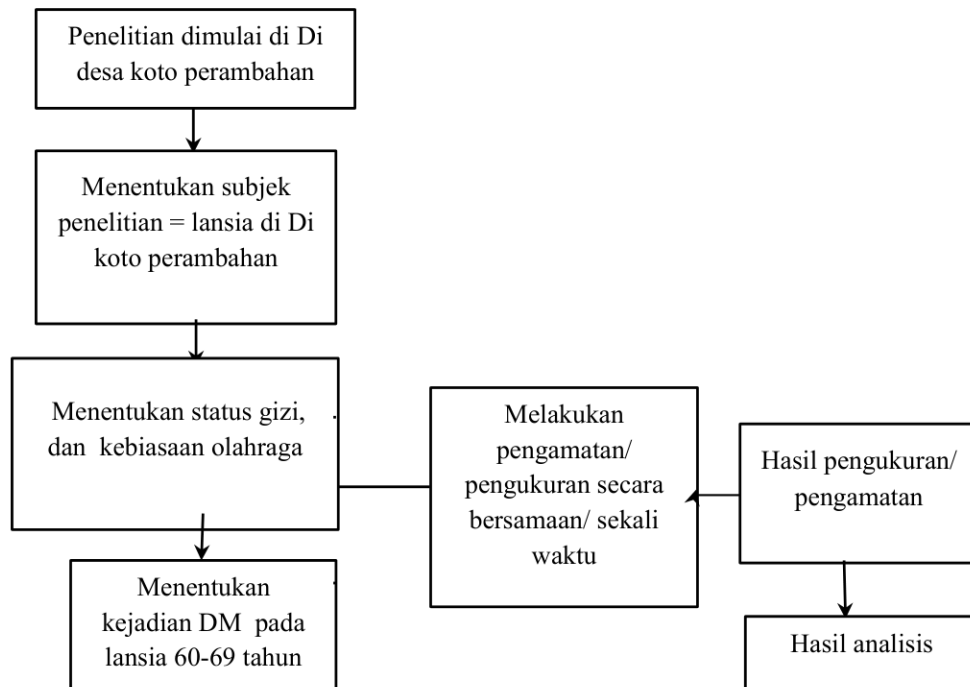 Penelitian dimulai di Di
desa koto perambahan
Menentukan subjek
penelitian = lansia di Di
koto perambahan
Menentukan status gizi,
dan kebiasaan olahraga
Menentukan
kejadian DM pada
lansia 60-69 tahun
Melakukan
pengamatan/
pengukuran secara
bersamaan/ sekali
waktu
Hasil pengukuran/
pengamatan
Hasil analisis